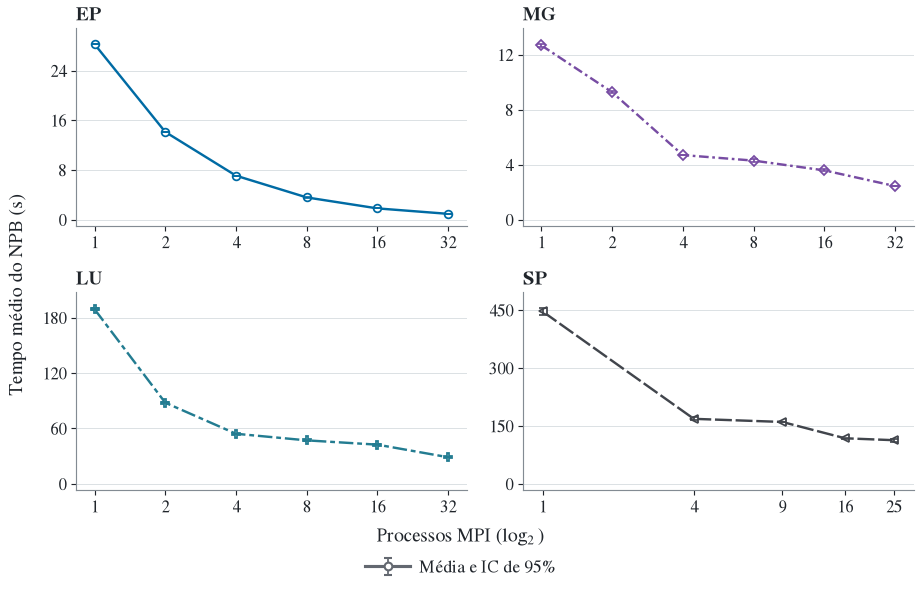 EP
24
16
8
0
1 2 4 8 16 32
MG
12
8
4
0
1 2 4 8 16 32
Tempo médio do NPB (s)
LU
180
120
60
0
1 2 4 8 16 32
SP
450
300
150
0
1 4 9 16 25
Processos MPI (log₂ )
Média e IC de 95%